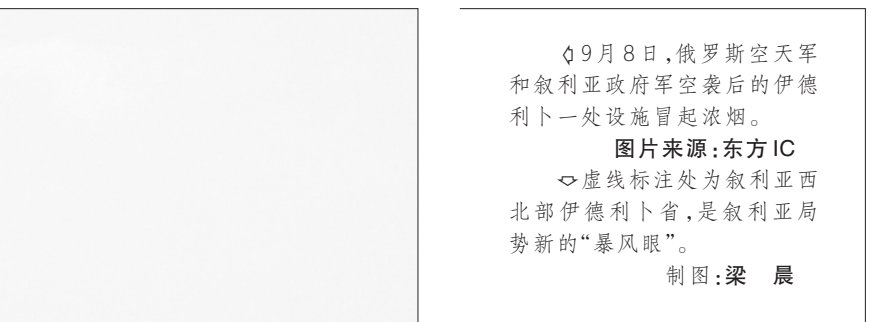 ⇦9月8日,俄罗斯空天军
和叙利亚政府军空袭后的伊德
利卜一处设施冒起浓烟。
图片来源:东方IC
⇩虚线标注处为叙利亚西
北部伊德利卜省,是叙利亚局
势新的“暴风眼”。
制图:梁 晨